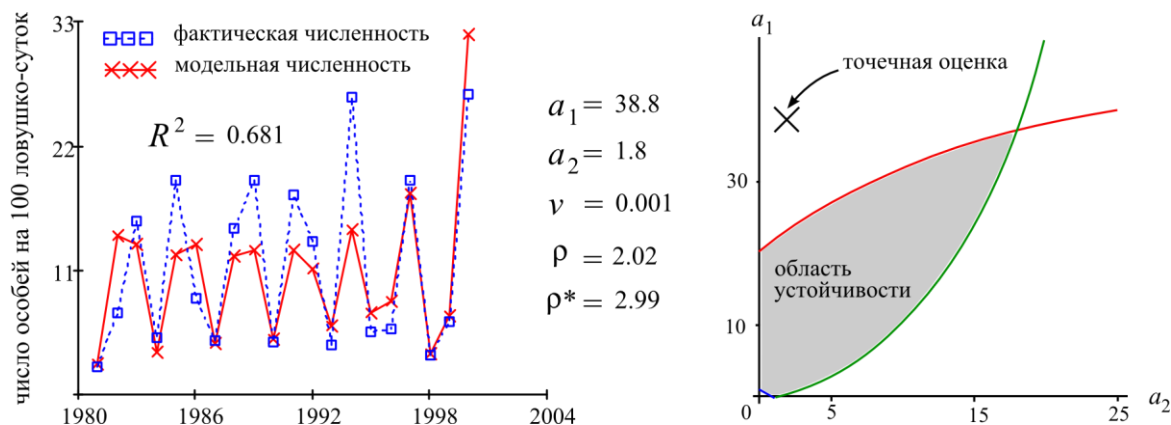 число особей на 100 ловушко-суток
33
22
11
фактическая численность
модельная численность
R² = 0.681
1980
1986
1992
1998
2004
a₁ = 38.8
a₂ = 1.8
v = 0.001
ρ = 2.02
ρ* = 2.99
a₁
точечная оценка
30
область
устойчивости
10
0
5
15
25
a₂